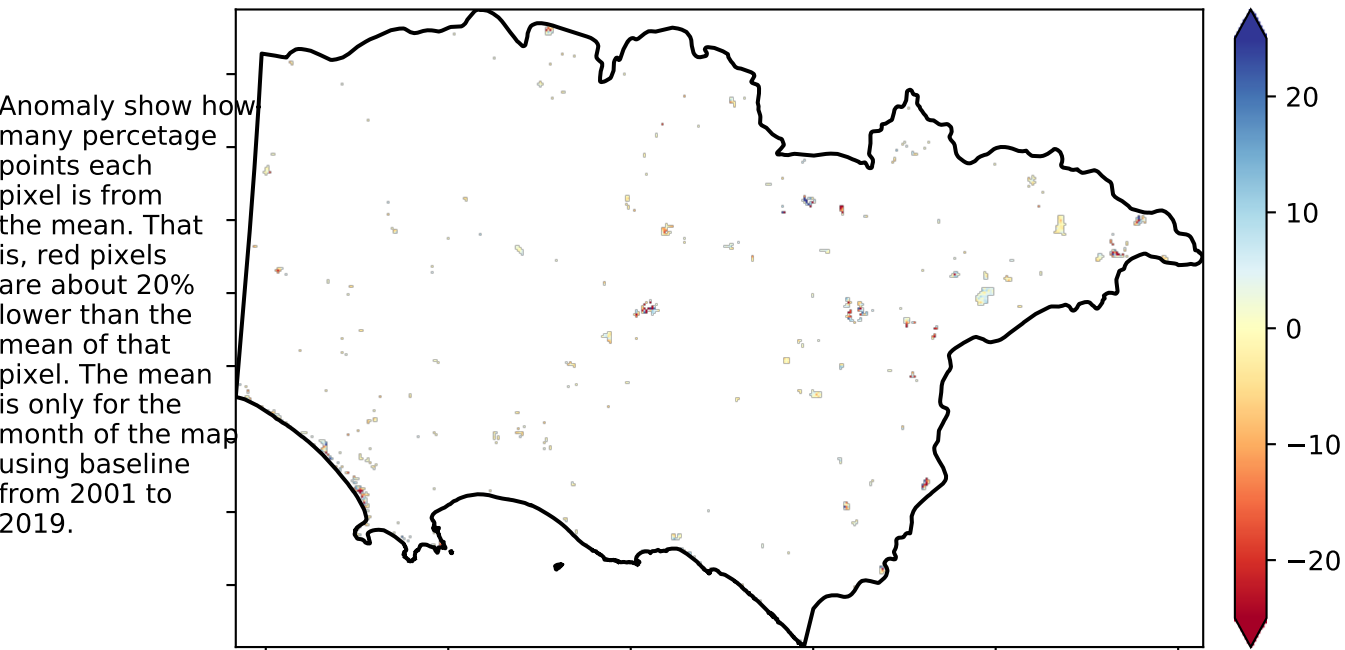 Anomaly show how
many percetage
points each
pixel is from
the mean. That
is, red pixels
are about 20%
lower than the
mean of that
pixel. The mean
is only for the
month of the map
using baseline
from 2001 to
2019.
20
10
0
−10
−20